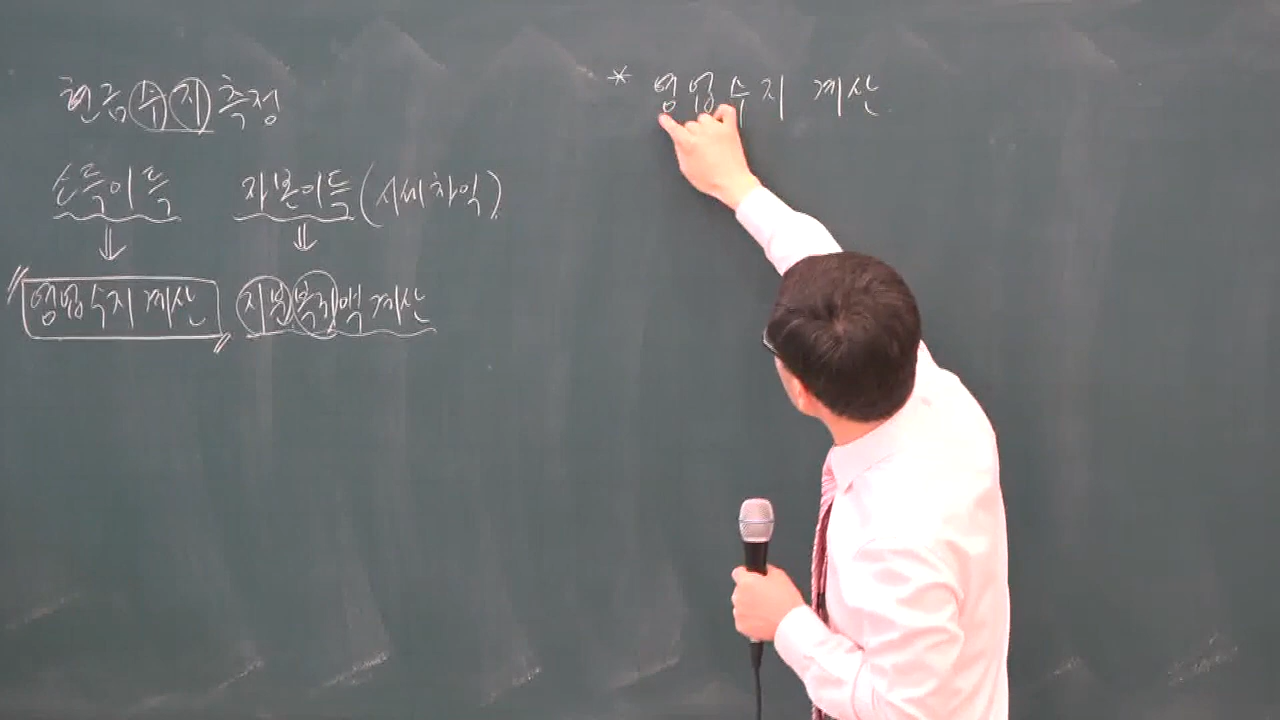 현금수지측정
소득이득 자본이득(시세차익)
영업수지 계산 지분복귀액 계산
* 영업수지 계산